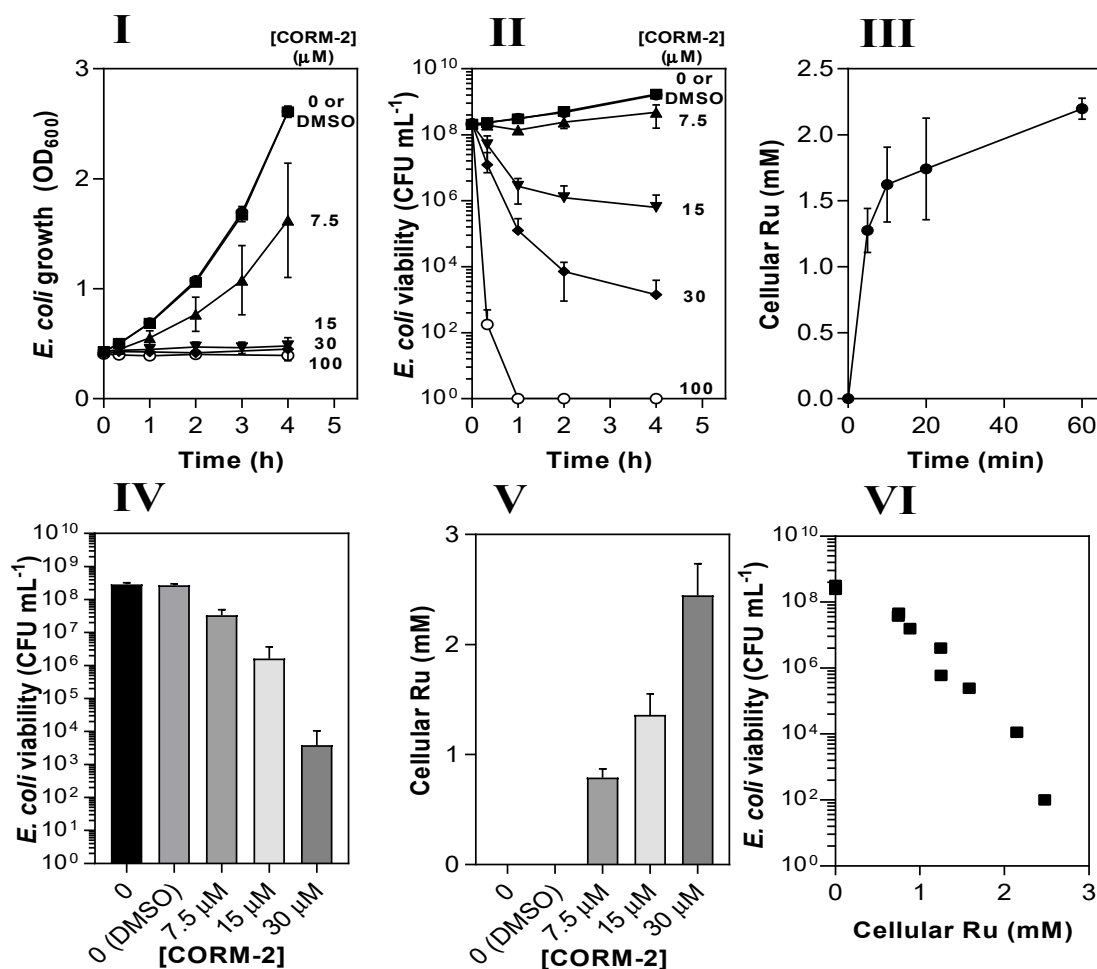 I
[CORM-2]
(μM)
E. coli growth (OD600)
3
2
1
0
0 or
DMSO
7.5
15
30
100
0 1 2 3 4 5
Time (h)
II
[CORM-2]
(μM)
E. coli viability (CFU mL-1)
10^10
10^8
10^6
10^4
10^2
10^0
0 or
DMSO
7.5
15
30
100
0 1 2 3 4 5
Time (h)
III
Cellular Ru (mM)
2.5
2.0
1.5
1.0
0.5
0.0
0 20 40 60
Time (min)
IV
E. coli viability (CFU mL-1)
10^10
10^9
10^8
10^7
10^6
10^5
10^4
10^3
10^2
10^1
10^0
0
0 (DMSO)
7.5 μM
15 μM
30 μM
[CORM-2]
V
Cellular Ru (mM)
3
2
1
0
0
0 (DMSO)
7.5 μM
15 μM
30 μM
[CORM-2]
VI
E. coli viability (CFU mL-1)
10^10
10^8
10^6
10^4
10^2
10^0
0 1 2 3
Cellular Ru (mM)